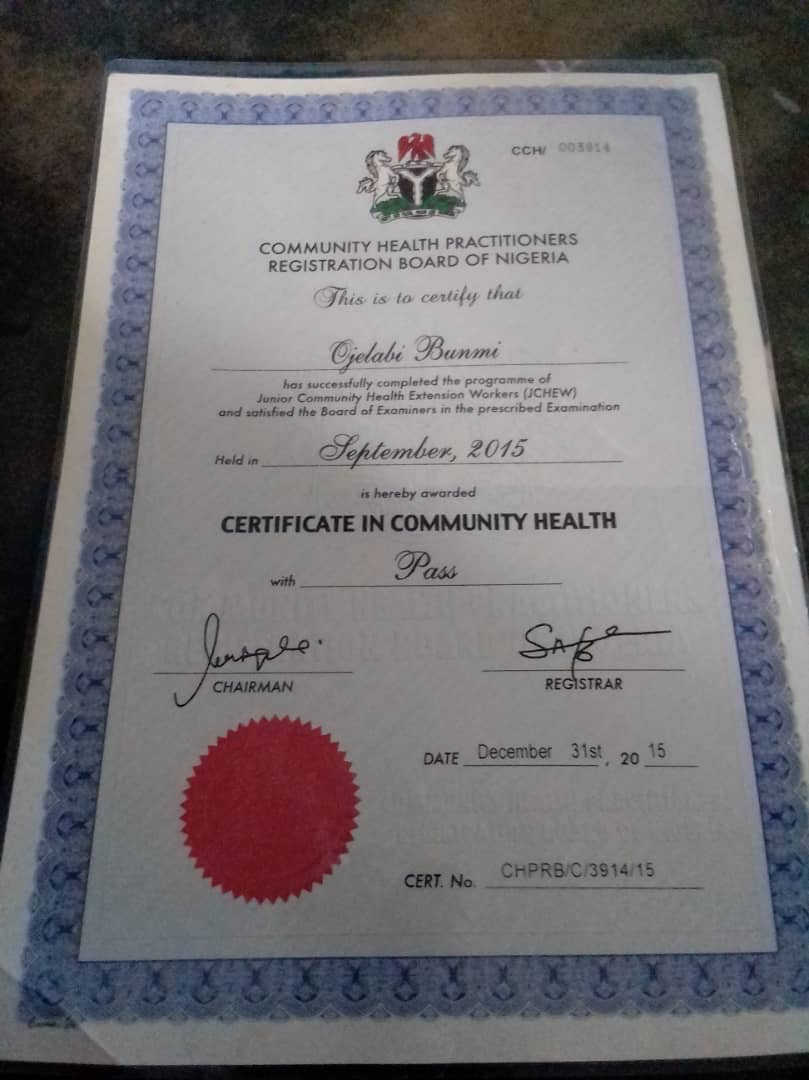 CCH/ 003914
COMMUNITY HEALTH PRACTITIONERS
REGISTRATION BOARD OF NIGERIA
This is to certify that
Ojelabi Bunmi
has successfully completed the programme of
Junior Community Health Extension Workers (JCHEW)
and satisfied the Board of Examiners in the prescribed Examination
Held in September, 2015
is hereby awarded
CERTIFICATE IN COMMUNITY HEALTH
with Pass
CHAIRMAN
REGISTRAR
DATE December 31st, 20 15
CERT. No. CHPRB/C/3914/15